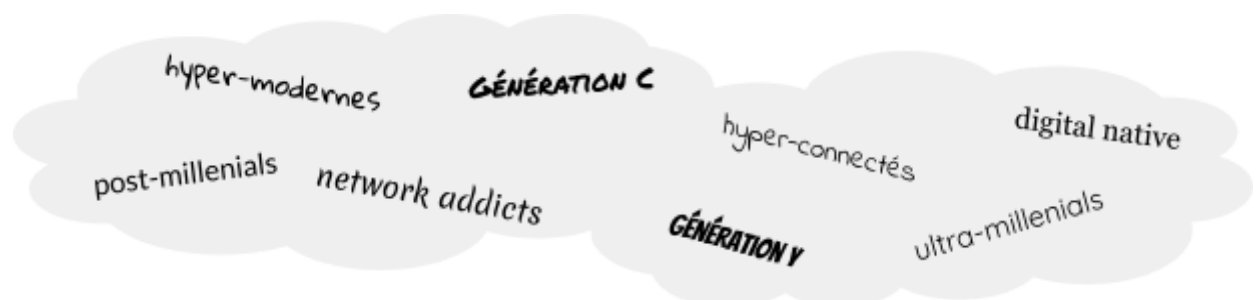 hyper-modernes
GÉNÉRATION C
post-millenials
network addicts
hyper-connectés
digital native
GÉNÉRATION Y
ultra-millenials